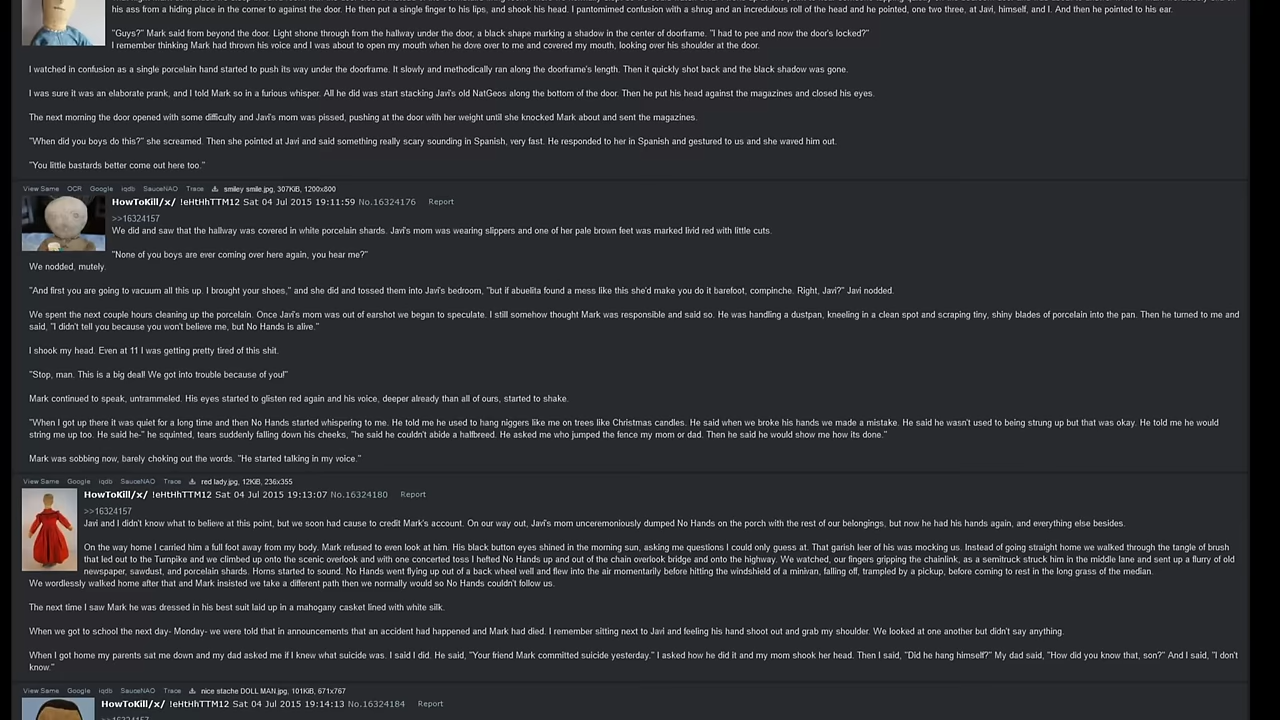 his ass from a hiding place in the corner to against the door. He then put a single finger to his lips, and shook his head. I pantomimed confusion with a shrug and an incredulous roll of the head and he pointed, one two three, at Javi, himself, and I. And then he pointed to his ear.
"Guys?" Mark said from beyond the door. Light shone through from the hallway under the door, a black shape marking a shadow in the center of doorframe. "I had to pee and now the door's locked?"
I remember thinking Mark had thrown his voice and I was about to open my mouth when he dove over to me and covered my mouth, looking over his shoulder at the door.
I watched in confusion as a single porcelain hand started to push its way under the doorframe. It slowly and methodically ran along the doorframe's length. Then it quickly shot back and the black shadow was gone.
I was sure it was an elaborate prank, and I told Mark so in a furious whisper. All he did was start stacking Javi's old NatGeos along the bottom of the door. Then he put his head against the magazines and closed his eyes.
The next morning the door opened with some difficulty and Javi's mom was pissed, pushing at the door with her weight until she knocked Mark about and sent the magazines.
"When did you boys do this?" she screamed. Then she pointed at Javi and said something really scary sounding in Spanish, very fast. He responded to her in Spanish and gestured to us and she waved him out.
"You little bastards better come out here too."
View Same OCR Google iqdb SauceNAO Trace smiley smile.jpg, 307KiB, 1200x800
HowToKill/x/ !eHtHhTTM12 Sat 04 Jul 2015 19:11:59 No.16324176 Report
>>16324157
We did and saw that the hallway was covered in white porcelain shards. Javi's mom was wearing slippers and one of her pale brown feet was marked livid red with little cuts.
"None of you boys are ever coming over here again, you hear me?"
We nodded, mutely.
"And first you are going to vacuum all this up. I brought your shoes," and she did and tossed them into Javi's bedroom, "but if abuelita found a mess like this she'd make you do it barefoot, compinche. Right, Javi?" Javi nodded.
We spent the next couple hours cleaning up the porcelain. Once Javi's mom was out of earshot we began to speculate. I still somehow thought Mark was responsible and said so. He was handling a dustpan, kneeling in a clean spot and scraping tiny, shiny blades of porcelain into the pan. Then he turned to me and
said, "I didn't tell you because you won't believe me, but No Hands is alive."
I shook my head. Even at 11 I was getting pretty tired of this shit.
"Stop, man. This is a big deal! We got into trouble because of you!"
Mark continued to speak, untrammeled. His eyes started to glisten red again and his voice, deeper already than all of ours, started to shake.
"When I got up there it was quiet for a long time and then No Hands started whispering to me. He told me he used to hang niggers like me on trees like Christmas candles. He said when we broke his hands we made a mistake. He said he wasn't used to being strung up but that was okay. He told me he would
string me up too. He said he-" he squinted, tears suddenly falling down his cheeks, "he said he couldn't abide a halfbreed. He asked me who jumped the fence my mom or dad. Then he said he would show me how its done."
Mark was sobbing now, barely choking out the words. "He started talking in my voice."
View Same Google iqdb SauceNAO Trace red lady.jpg, 12KiB, 236x355
HowToKill/x/ !eHtHhTTM12 Sat 04 Jul 2015 19:13:07 No.16324180 Report
>>16324157
Javi and I didn't know what to believe at this point, but we soon had cause to credit Mark's account. On our way out, Javi's mom unceremoniously dumped No Hands on the porch with the rest of our belongings, but now he had his hands again, and everything else besides.
On the way home I carried him a full foot away from my body. Mark refused to even look at him. His black button eyes shined in the morning sun, asking me questions I could only guess at. That garish leer of his was mocking us. Instead of going straight home we walked through the tangle of brush
that led out to the Turnpike and we climbed up onto the scenic overlook and with one concerted toss I hefted No Hands up and out of the chain overlook bridge and onto the highway. We watched, our fingers gripping the chainlink, as a semitruck struck him in the middle lane and sent up a flurry of old
newspaper, sawdust, and porcelain shards. Horns started to sound. No Hands went flying up out of a back wheel well and flew into the air momentarily before hitting the windshield of a minivan, falling off, trampled by a pickup, before coming to rest in the long grass of the median.
We wordlessly walked home after that and Mark insisted we take a different path then we normally would so No Hands couldn't follow us.
The next time I saw Mark he was dressed in his best suit laid up in a mahogany casket lined with white silk.
When we got to school the next day- Monday- we were told that in announcements that an accident had happened and Mark had died. I remember sitting next to Javi and feeling his hand shoot out and grab my shoulder. We looked at one another but didn't say anything.
When I got home my parents sat me down and my dad asked me if I knew what suicide was. I said I did. He said, "Your friend Mark committed suicide yesterday." I asked how he did it and my mom shook her head. Then I said, "Did he hang himself?" My dad said, "How did you know that, son?" And I said, "I don't
know."
View Same Google iqdb SauceNAO Trace nice stache DOLL MAN.jpg, 101KiB, 671x767
HowToKill/x/ !eHtHhTTM12 Sat 04 Jul 2015 19:14:13 No.16324184 Report
>>16324157